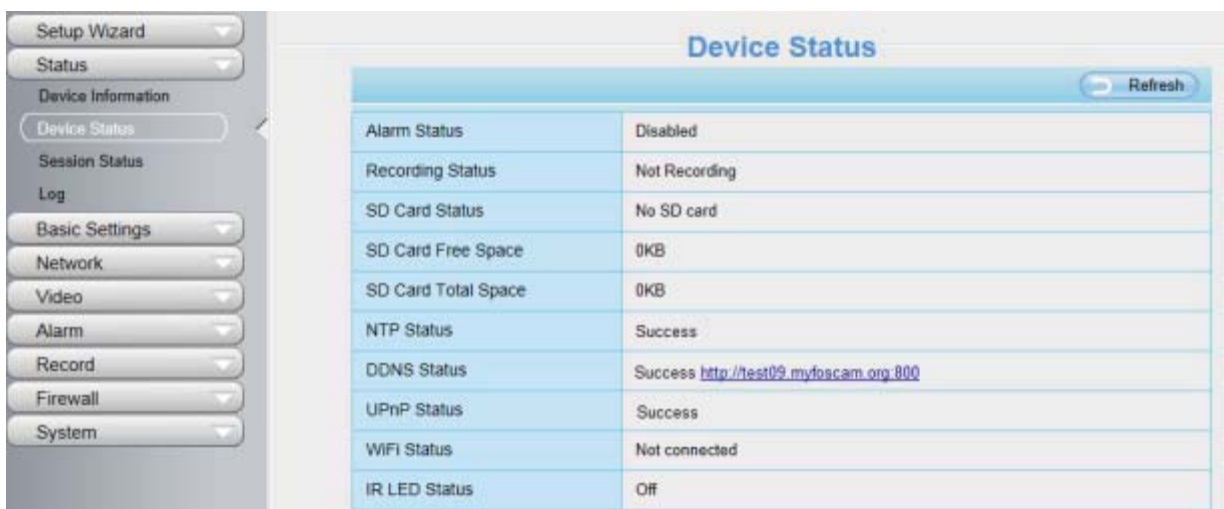 Setup Wizard
Status
Device Information
Device Status
Session Status
Log
Basic Settings
Network
Video
Alarm
Record
Firewall
System
Device Status
Refresh
Alarm Status Disabled
Recording Status Not Recording
SD Card Status No SD card
SD Card Free Space 0KB
SD Card Total Space 0KB
NTP Status Success
DDNS Status Success http://test09.myfoscam.org:800
UPnP Status Success
WiFi Status Not connected
IR LED Status Off